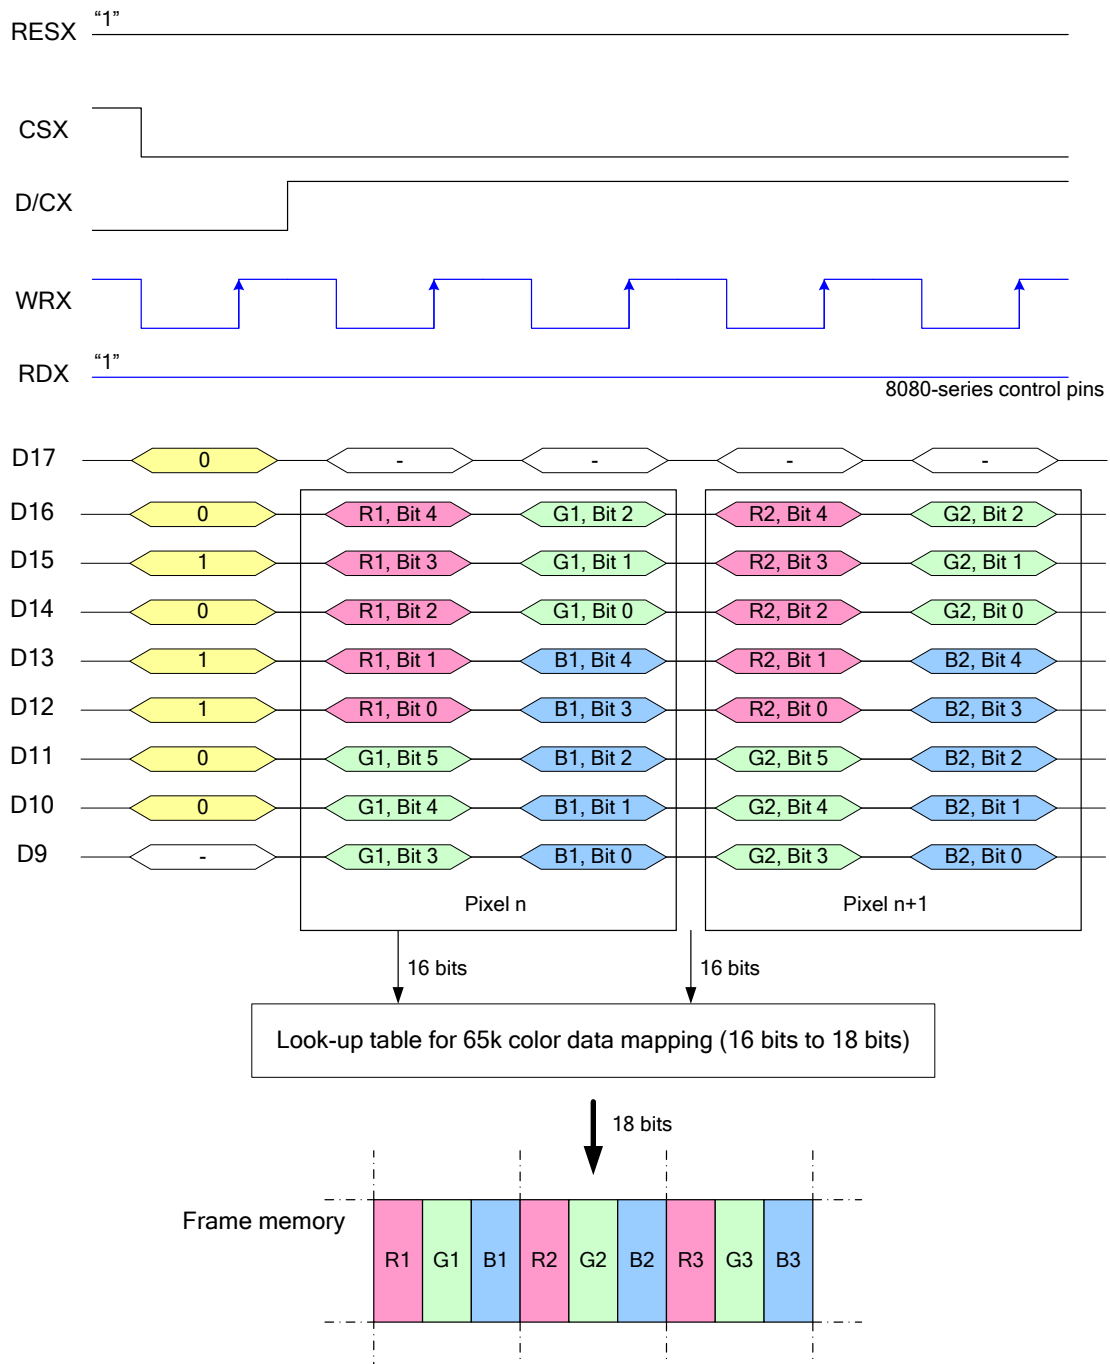 RESX “1”
CSX
D/CX
WRX
RDX “1”
8080-series control pins
D17 0 - - - -
D16 0 R1, Bit 4 G1, Bit 2 R2, Bit 4 G2, Bit 2
D15 1 R1, Bit 3 G1, Bit 1 R2, Bit 3 G2, Bit 1
D14 0 R1, Bit 2 G1, Bit 0 R2, Bit 2 G2, Bit 0
D13 1 R1, Bit 1 B1, Bit 4 R2, Bit 1 B2, Bit 4
D12 1 R1, Bit 0 B1, Bit 3 R2, Bit 0 B2, Bit 3
D11 0 G1, Bit 5 B1, Bit 2 G2, Bit 5 B2, Bit 2
D10 0 G1, Bit 4 B1, Bit 1 G2, Bit 4 B2, Bit 1
D9 - G1, Bit 3 B1, Bit 0 G2, Bit 3 B2, Bit 0
Pixel n Pixel n+1
16 bits 16 bits
Look-up table for 65k color data mapping (16 bits to 18 bits)
18 bits
Frame memory
R1 G1 B1 R2 G2 B2 R3 G3 B3